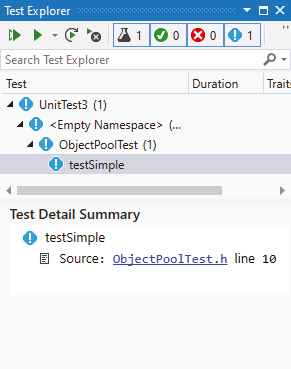 Test Explorer
1 0 0 1
Search Test Explorer
Test Duration Traits
UnitTest3 (1)
<Empty Namespace> (...
ObjectPoolTest (1)
testSimple
Test Detail Summary
testSimple
Source: ObjectPoolTest.h line 10